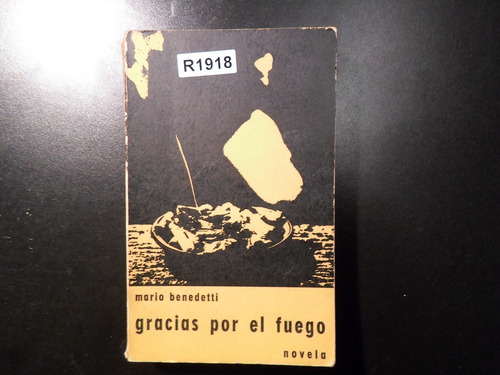 R1918
mario benedetti
gracias por el fuego
novela